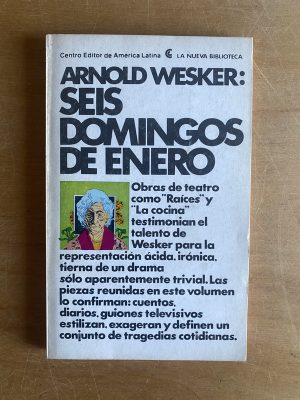 Centro Editor de América Latina LA NUEVA BIBLIOTECA
ARNOLD WESKER:
SEIS
DOMINGOS
DE ENERO
Obras de teatro
como "Raíces" y
"La cocina"
testimonian el
talento de
Wesker para la
representación ácida, irónica,
tierna de un drama
sólo aparentemente trivial. Las
piezas reunidas en este volumen
lo confirman: cuentos,
diarios, guiones televisivos
estilizan, exageran y definen un
conjunto de tragedias cotidianas.